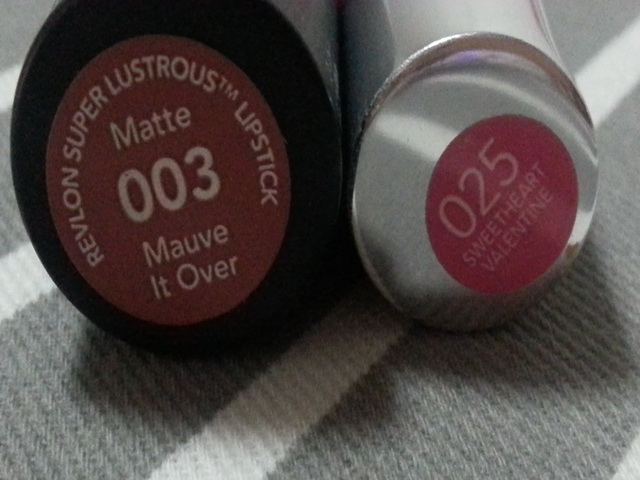 REVLON SUPER LUSTROUS™ LIPSTICK
Matte
003
Mauve
It Over
025
SWEETHEART
VALENTINE